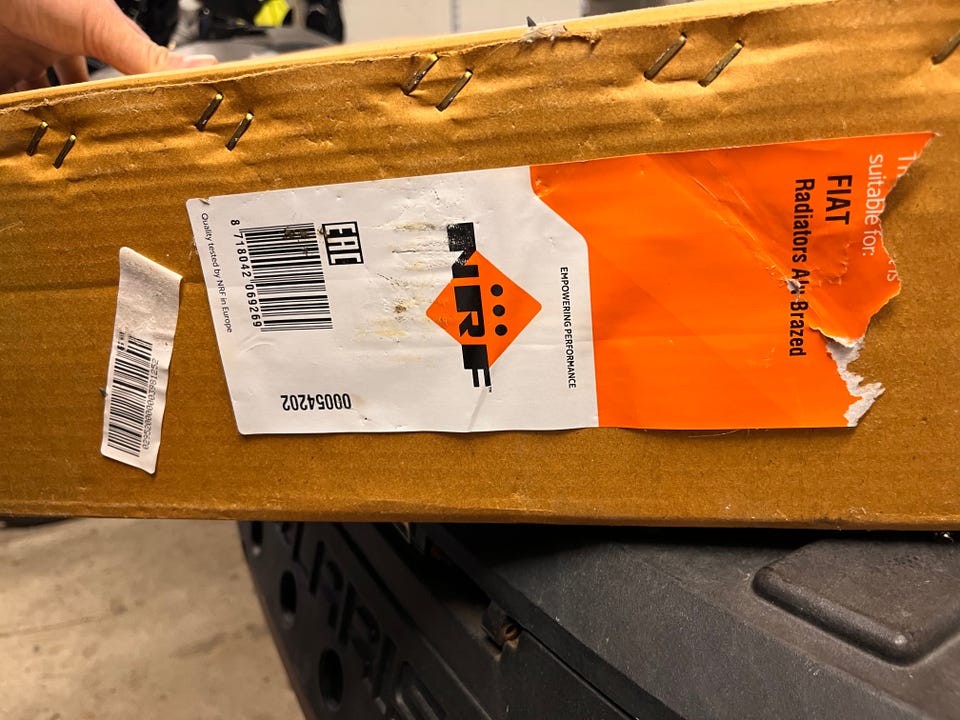 suitable for:
FIAT
Radiators Alu Brazed
EMPOWERING PERFORMANCE
NRF
TM
EAC
8 718042 069269
00054202
Quality tested by NRF in Europe